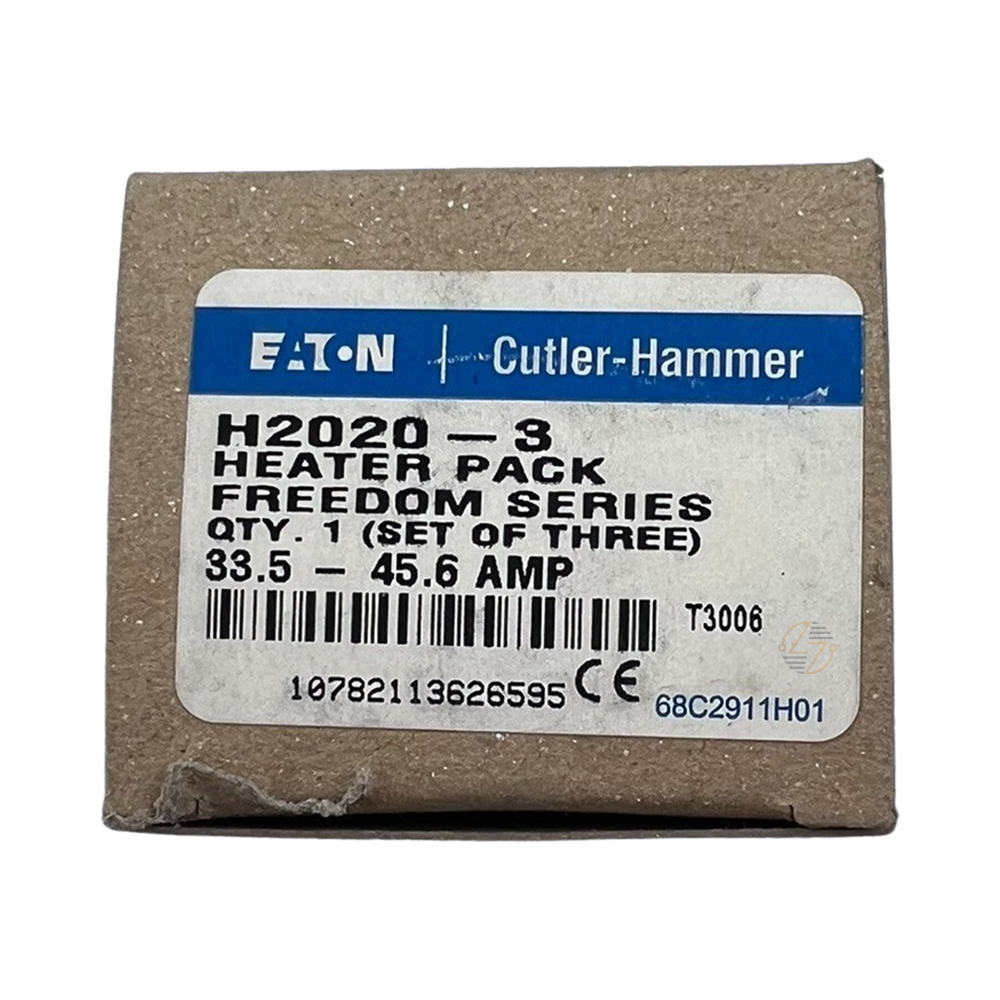 EATON | Cutler-Hammer
H2020 - 3
HEATER PACK
FREEDOM SERIES
QTY. 1 (SET OF THREE)
33.5 - 45.6 AMP
T3006
10782113626595 CE
68C2911H01